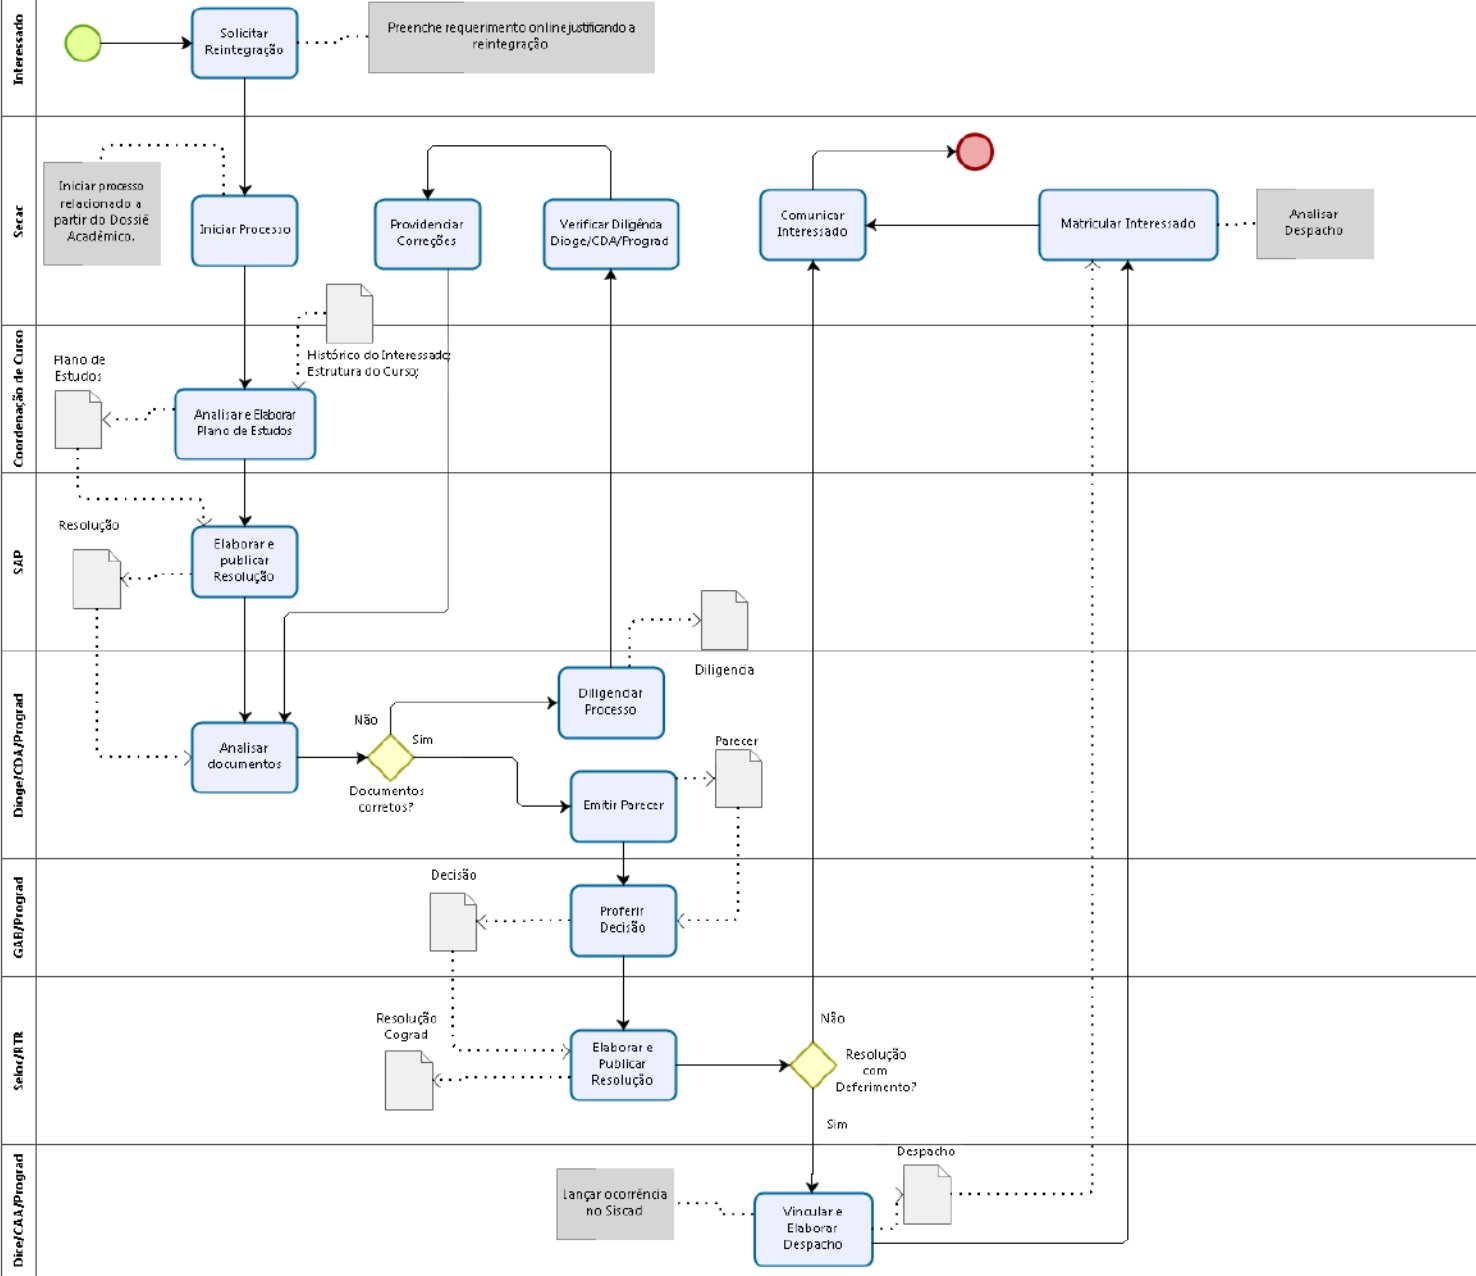 Interessado
Solicitar
Reintegração
Preenche requerimento online justificando a
reintegração
Secac
Iniciar processo
relacionado a
partir do Dossiê
Acadêmico.
Iniciar Processo
Providenciar
Correções
Verificar Diligência
Dioge/CDA/Prograd
Comunicar
Interessado
Matricular Interessado
Analisar
Despacho
Coordenação de Curso
Histórico do Interessado;
Estrutura do Curso;
Plano de
Estudos
Analisar e Elaborar
Plano de Estudos
SAP
Resolução
Elaborar e
publicar
Resolução
Diligencia
Dioge/CDA/Prograd
Diligenciar
Processo
Não
Sim
Analisar
documentos
Documentos
corretos?
Parecer
Emitir Parecer
GAB/Prograd
Decisão
Proferir
Decisão
Seloc/RTR
Resolução
Cograd
Elaborar e
Publicar
Resolução
Não
Resolução
com
Deferimento?
Sim
Dice/CAA/Prograd
Despacho
Lançar ocorrência
no Siscad
Vincular e
Elaborar
Despacho